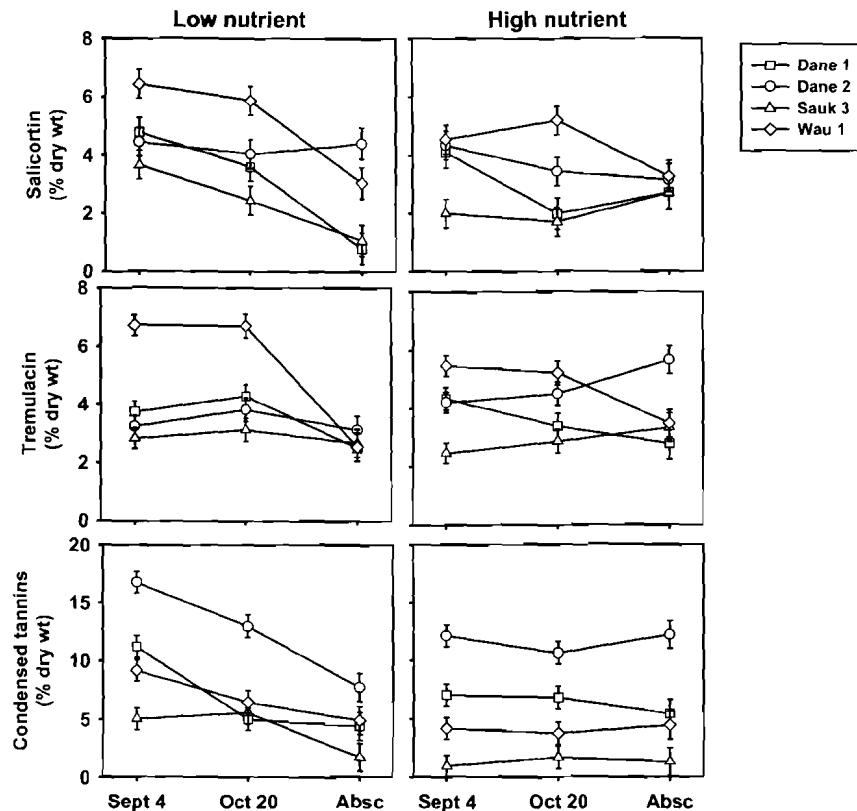 Low nutrient
High nutrient
Dane 1
Dane 2
Sauk 3
Wau 1
Salicortin
(% dry wt)
8
6
4
2
0
Tremulacin
(% dry wt)
8
6
4
2
0
Condensed tannins
(% dry wt)
20
15
10
5
0
Sept 4
Oct 20
Absc
Sept 4
Oct 20
Absc